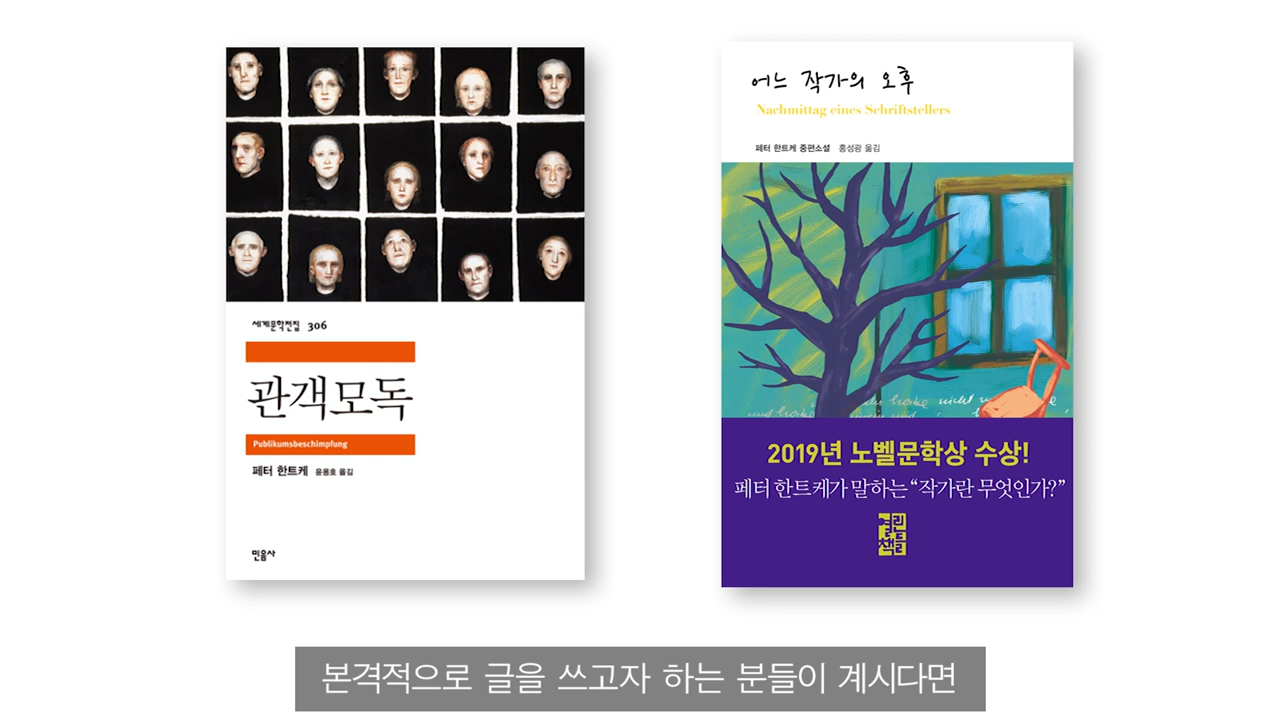 세계문학전집 306
관객모독
Publikumsbeschimpfung
페터 한트케 윤용호 옮김
민음사
어느 작가의 오후
Nachmittag eines Schriftstellers
페터 한트케 중편소설 홍성광 옮김
nicht
2019년 노벨문학상 수상!
페터 한트케가 말하는 “작가란 무엇인가?”
열린책들
본격적으로 글을 쓰고자 하는 분들이 계시다면